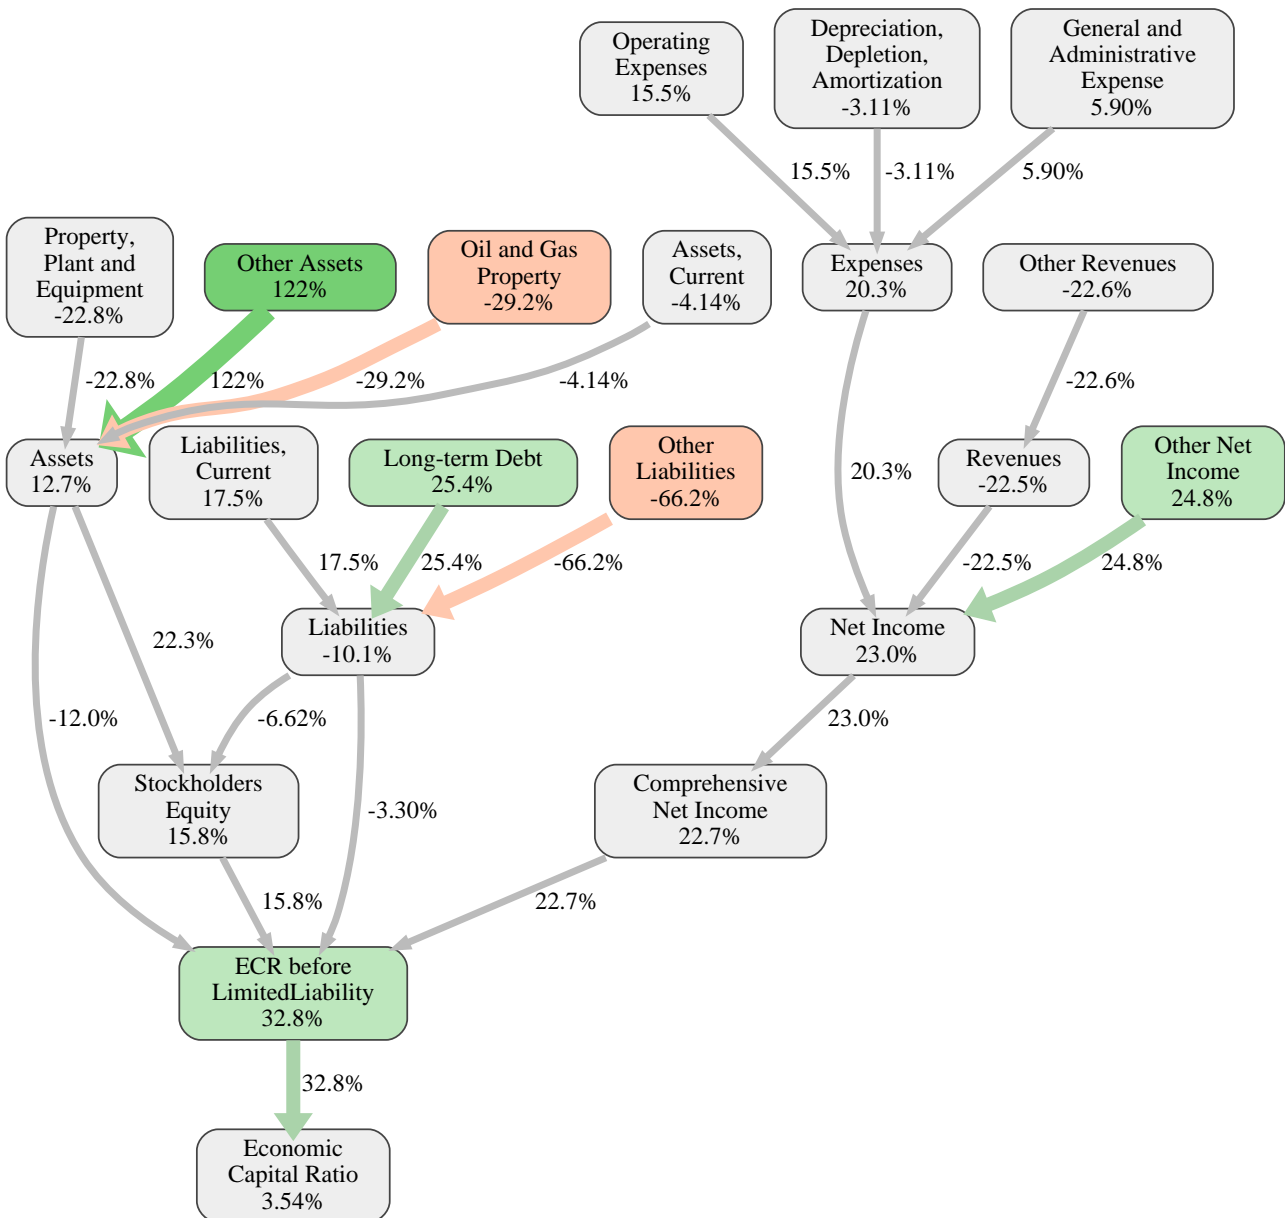 Operating
Expenses
15.5%
Depreciation,
Depletion,
Amortization
-3.11%
General and
Administrative
Expense
5.90%
15.5%
-3.11%
5.90%
Property,
Plant and
Equipment
-22.8%
Other Assets
122%
Oil and Gas
Property
-29.2%
Assets,
Current
-4.14%
Expenses
20.3%
Other Revenues
-22.6%
-22.8%
122%
-29.2%
-4.14%
-22.6%
Assets
12.7%
Liabilities,
Current
17.5%
Long-term Debt
25.4%
Other
Liabilities
-66.2%
20.3%
Revenues
-22.5%
Other Net
Income
24.8%
17.5%
25.4%
-66.2%
-22.5%
24.8%
22.3%
Liabilities
-10.1%
Net Income
23.0%
-12.0%
-6.62%
23.0%
Stockholders
Equity
15.8%
-3.30%
Comprehensive
Net Income
22.7%
15.8%
22.7%
ECR before
LimitedLiability
32.8%
32.8%
Economic
Capital Ratio
3.54%